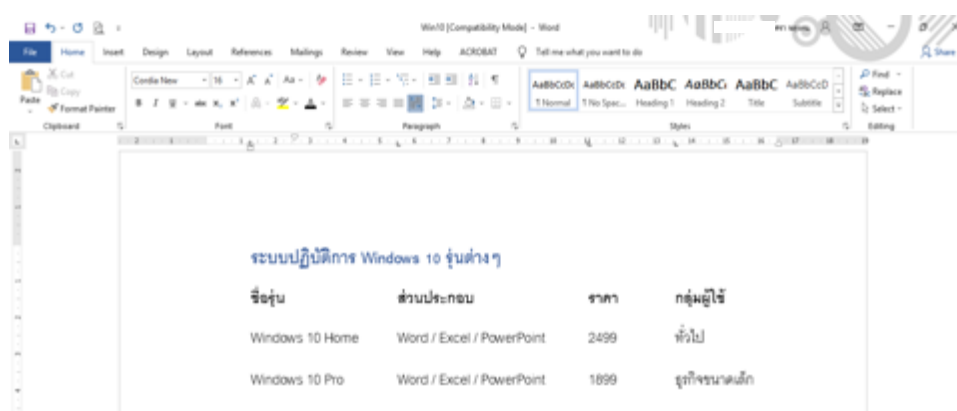 Win10 [Compatibility Mode] - Word
File Home Insert Design Layout References Mailings Review View Help ACROBAT Tell me what you want to do Share
Cut Cordia New 16 Find
Copy Replace
Paste Format Painter Select
AaBbCcDc AaBbCcDc AaBbC AaBbCc AaBbC AaBbCcD
¶ Normal ¶ No Spac... Heading 1 Heading 2 Title Subtitle
Clipboard Font Paragraph Styles Editing
ระบบปฏิบัติการ Windows 10 รุ่นต่างๆ
ชื่อรุ่น ส่วนประกอบ ราคา กลุ่มผู้ใช้
Windows 10 Home Word / Excel / PowerPoint 2499 ทั่วไป
Windows 10 Pro Word / Excel / PowerPoint 1899 ธุรกิจขนาดเล็ก